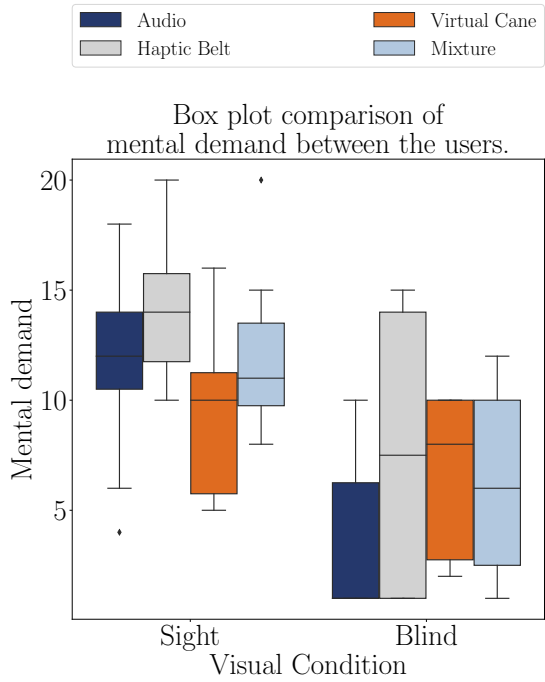 Audio
Haptic Belt
Virtual Cane
Mixture
Box plot comparison of
mental demand between the users.
Mental demand
20
15
10
5
Sight
Blind
Visual Condition